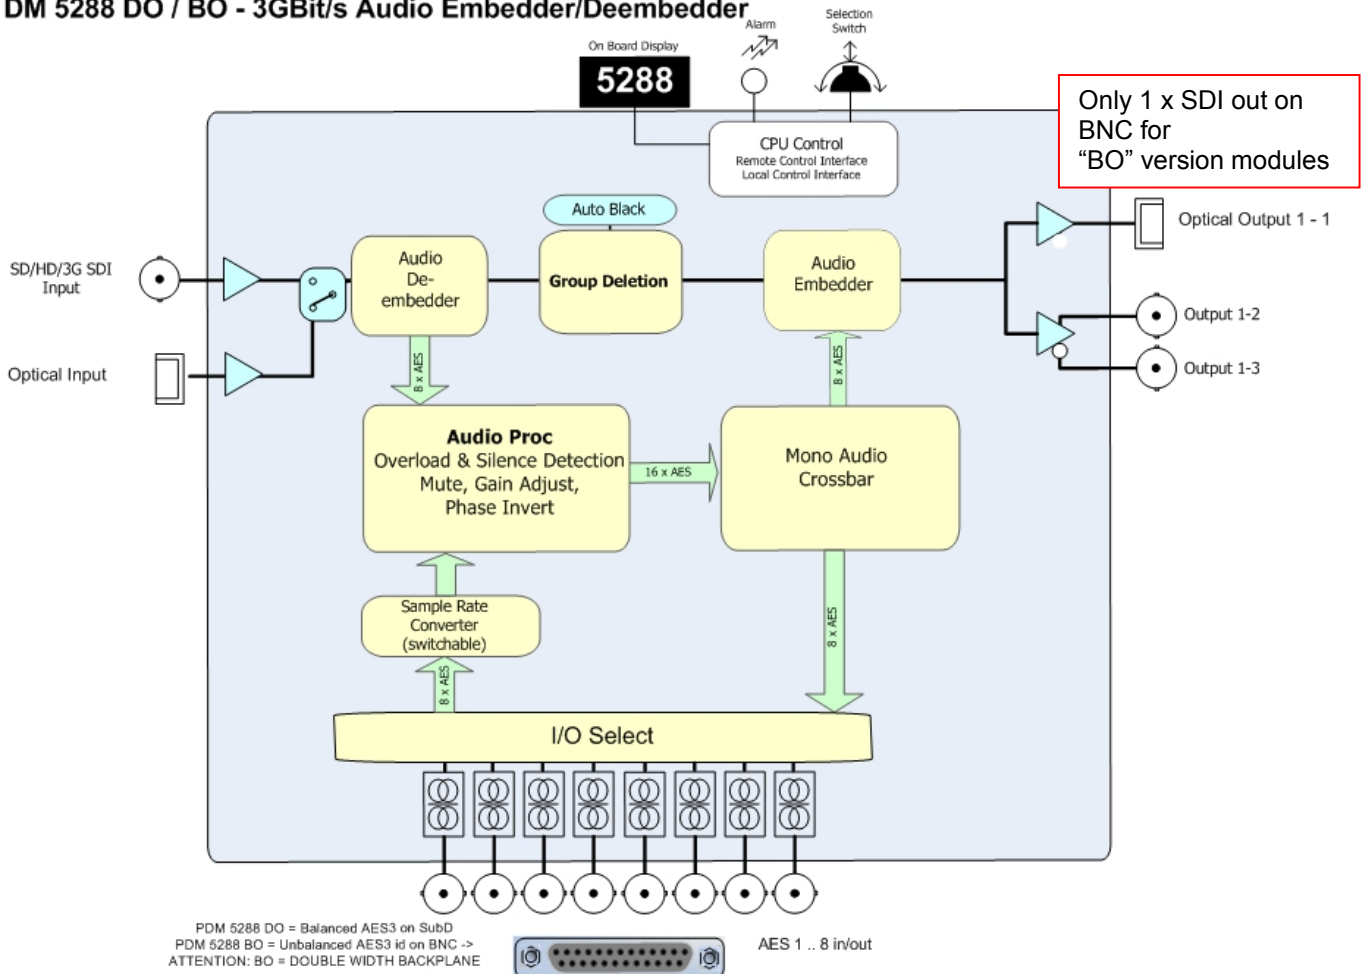 DM 5288 DO / BO - 3GBit/s Audio Embedder/Deembedder
Alarm
Selection
Switch
On Board Display
5288
Only 1 x SDI out on
BNC for
“BO” version modules
CPU Control
Remote Control Interface
Local Control Interface
Auto Black
Optical Output 1 - 1
SD/HD/3G SDI
Input
Audio
De-
embedder
Group Deletion
Audio
Embedder
Output 1-2
Output 1-3
Optical Input
8 x AES
8 x AES
Audio Proc
Overload & Silence Detection
Mute, Gain Adjust,
Phase Invert
16 x AES
Mono Audio
Crossbar
Sample Rate
Converter
(switchable)
8 x AES
8 x AES
I/O Select
PDM 5288 DO = Balanced AES3 on SubD
PDM 5288 BO = Unbalanced AES3 id on BNC ->
ATTENTION: BO = DOUBLE WIDTH BACKPLANE
AES 1 .. 8 in/out